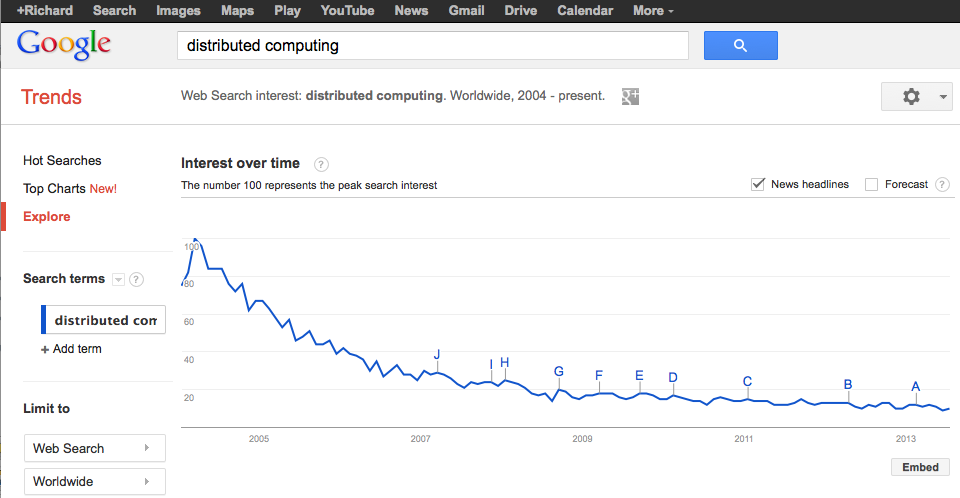 +Richard Search Images Maps Play YouTube News Gmail Drive Calendar More
Google distributed computing
Trends Web Search interest: distributed computing. Worldwide, 2004 - present.
Hot Searches
Top Charts New!
Explore
Search terms ?
distributed com
+ Add term
Limit to
Web Search
Worldwide
Interest over time ?
The number 100 represents the peak search interest
News headlines Forecast ?
100
80
60
40
20
J I H G F E D C B A
2005 2007 2009 2011 2013
Embed